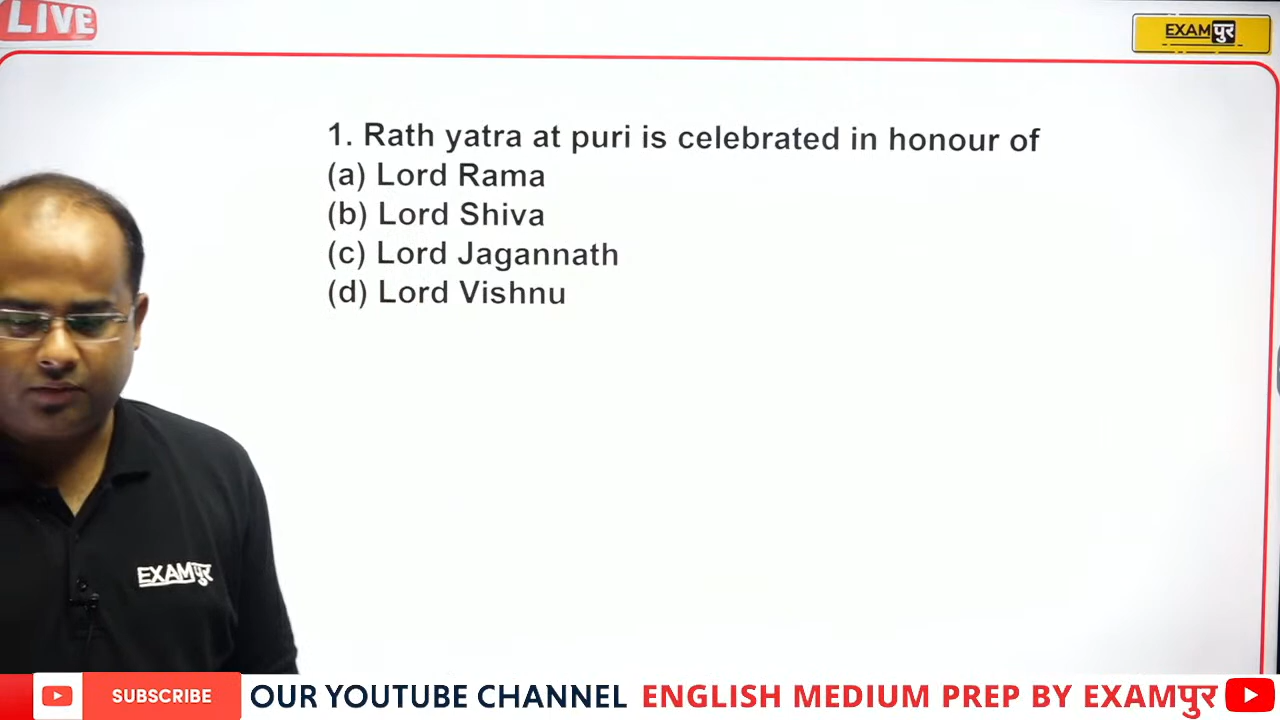 LIVE
EXAMपुर
1. Rath yatra at puri is celebrated in honour of
(a) Lord Rama
(b) Lord Shiva
(c) Lord Jagannath
(d) Lord Vishnu
EXAMपुर
SUBSCRIBE OUR YOUTUBE CHANNEL ENGLISH MEDIUM PREP BY EXAMपुर